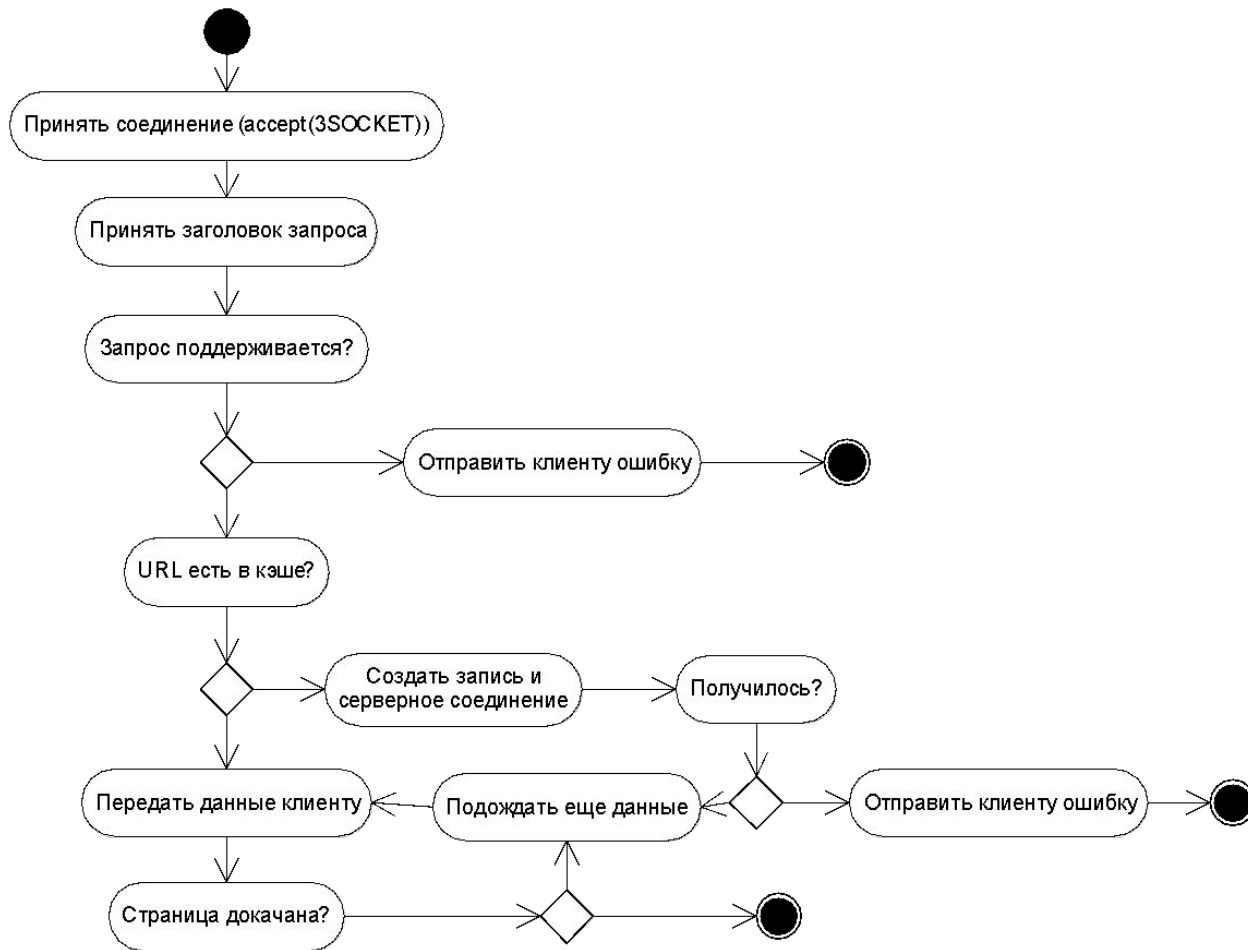 Принять соединение (accept(3SOCKET))
Принять заголовок запроса
Запрос поддерживается?
Отправить клиенту ошибку
URL есть в кэше?
Создать запись и
серверное соединение
Получилось?
Передать данные клиенту
Подождать еще данные
Отправить клиенту ошибку
Страница докачана?